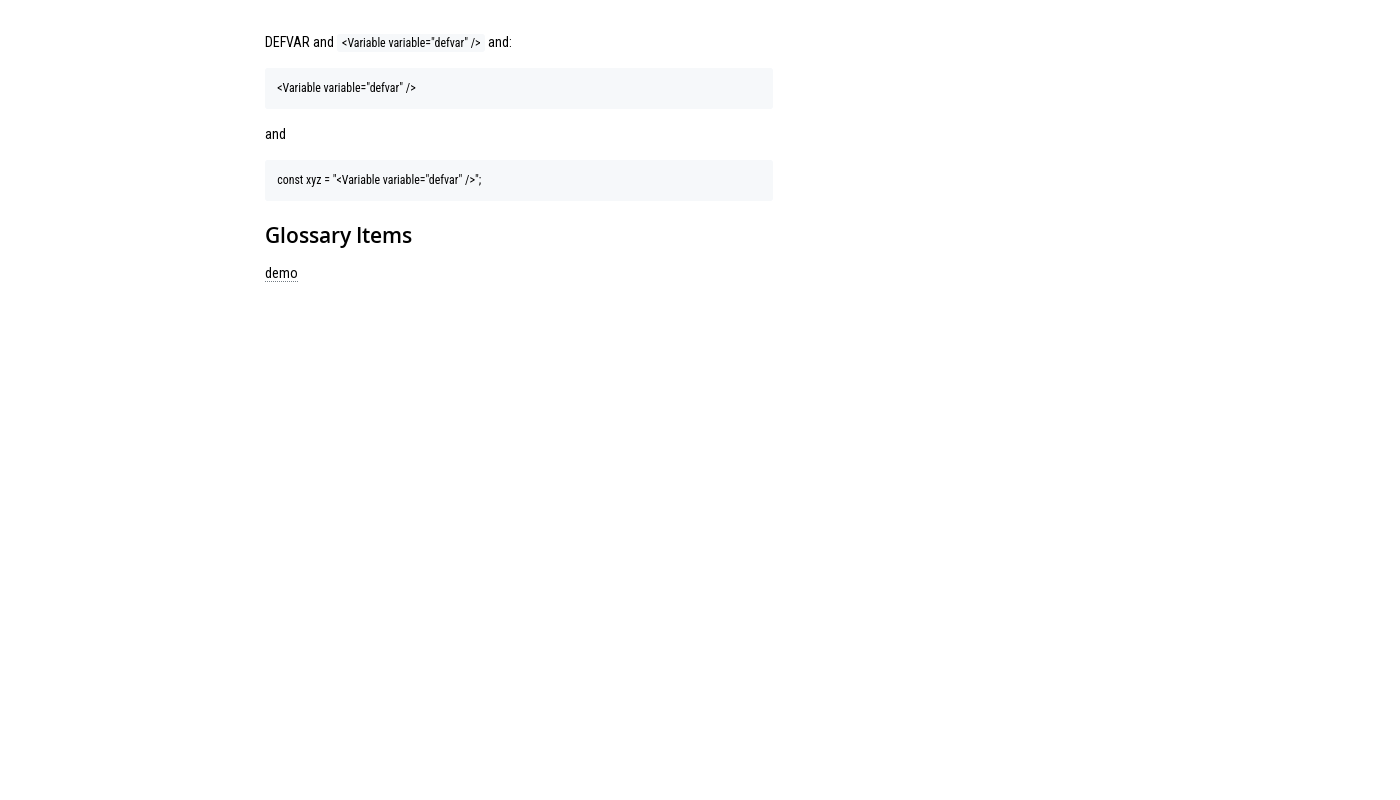 DEFVAR and <Variable variable="defvar" /> and:
<Variable variable="defvar" />
and
const xyz = "<Variable variable="defvar" />";
Glossary Items
demo